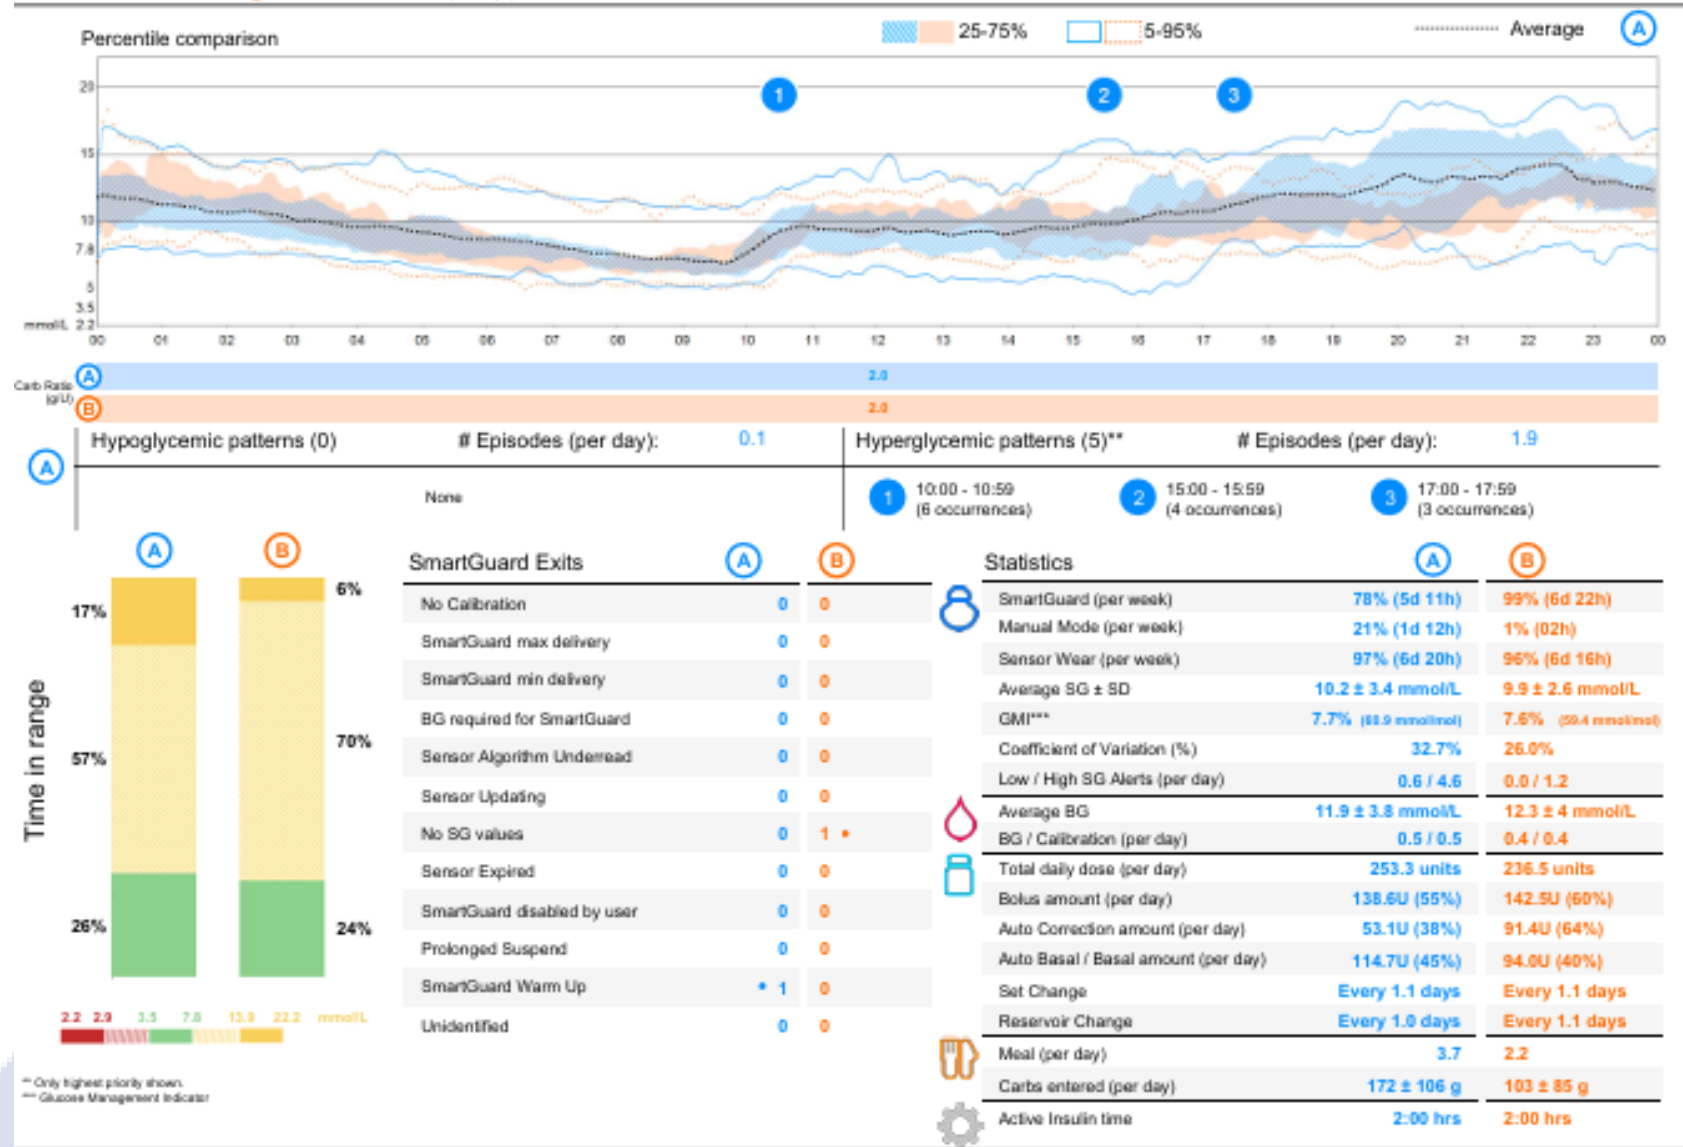 Percentile comparison
25-75%
5-95%
Average
A
20
15
10
7.8
5
3.5
mmol/L 2.2
1
2
3
00 01 02 03 04 05 06 07 08 09 10 11 12 13 14 15 16 17 18 19 20 21 22 23 00
Carb Ratio
(g/U)
A 2.0
B 2.0
A
Hypoglycemic patterns (0) # Episodes (per day): 0.1
None
Hyperglycemic patterns (5)** # Episodes (per day): 1.9
1 10:00 - 10:59
(6 occurrences)
2 15:00 - 15:59
(4 occurrences)
3 17:00 - 17:59
(3 occurrences)
Time in range
A B
17% 6%
57% 70%
26% 24%
2.2 2.9 3.5 7.8 13.9 22.2 mmol/L
** Only highest priority shown.
*** Glucose Management Indicator
SmartGuard Exits A B
No Calibration 0 0
SmartGuard max delivery 0 0
SmartGuard min delivery 0 0
BG required for SmartGuard 0 0
Sensor Algorithm Underread 0 0
Sensor Updating 0 0
No SG values 0 1
Sensor Expired 0 0
SmartGuard disabled by user 0 0
Prolonged Suspend 0 0
SmartGuard Warm Up 1 0
Unidentified 0 0
Statistics A B
SmartGuard (per week) 78% (5d 11h) 99% (6d 22h)
Manual Mode (per week) 21% (1d 12h) 1% (02h)
Sensor Wear (per week) 97% (6d 20h) 96% (6d 16h)
Average SG ± SD 10.2 ± 3.4 mmol/L 9.9 ± 2.6 mmol/L
GMI*** 7.7% (60.9 mmol/mol) 7.6% (59.4 mmol/mol)
Coefficient of Variation (%) 32.7% 26.0%
Low / High SG Alerts (per day) 0.6 / 4.6 0.0 / 1.2
Average BG 11.9 ± 3.8 mmol/L 12.3 ± 4 mmol/L
BG / Calibration (per day) 0.5 / 0.5 0.4 / 0.4
Total daily dose (per day) 253.3 units 236.5 units
Bolus amount (per day) 138.6U (55%) 142.5U (60%)
Auto Correction amount (per day) 53.1U (38%) 91.4U (64%)
Auto Basal / Basal amount (per day) 114.7U (45%) 94.0U (40%)
Set Change Every 1.1 days Every 1.1 days
Reservoir Change Every 1.0 days Every 1.1 days
Meal (per day) 3.7 2.2
Carbs entered (per day) 172 ± 106 g 103 ± 85 g
Active Insulin time 2:00 hrs 2:00 hrs